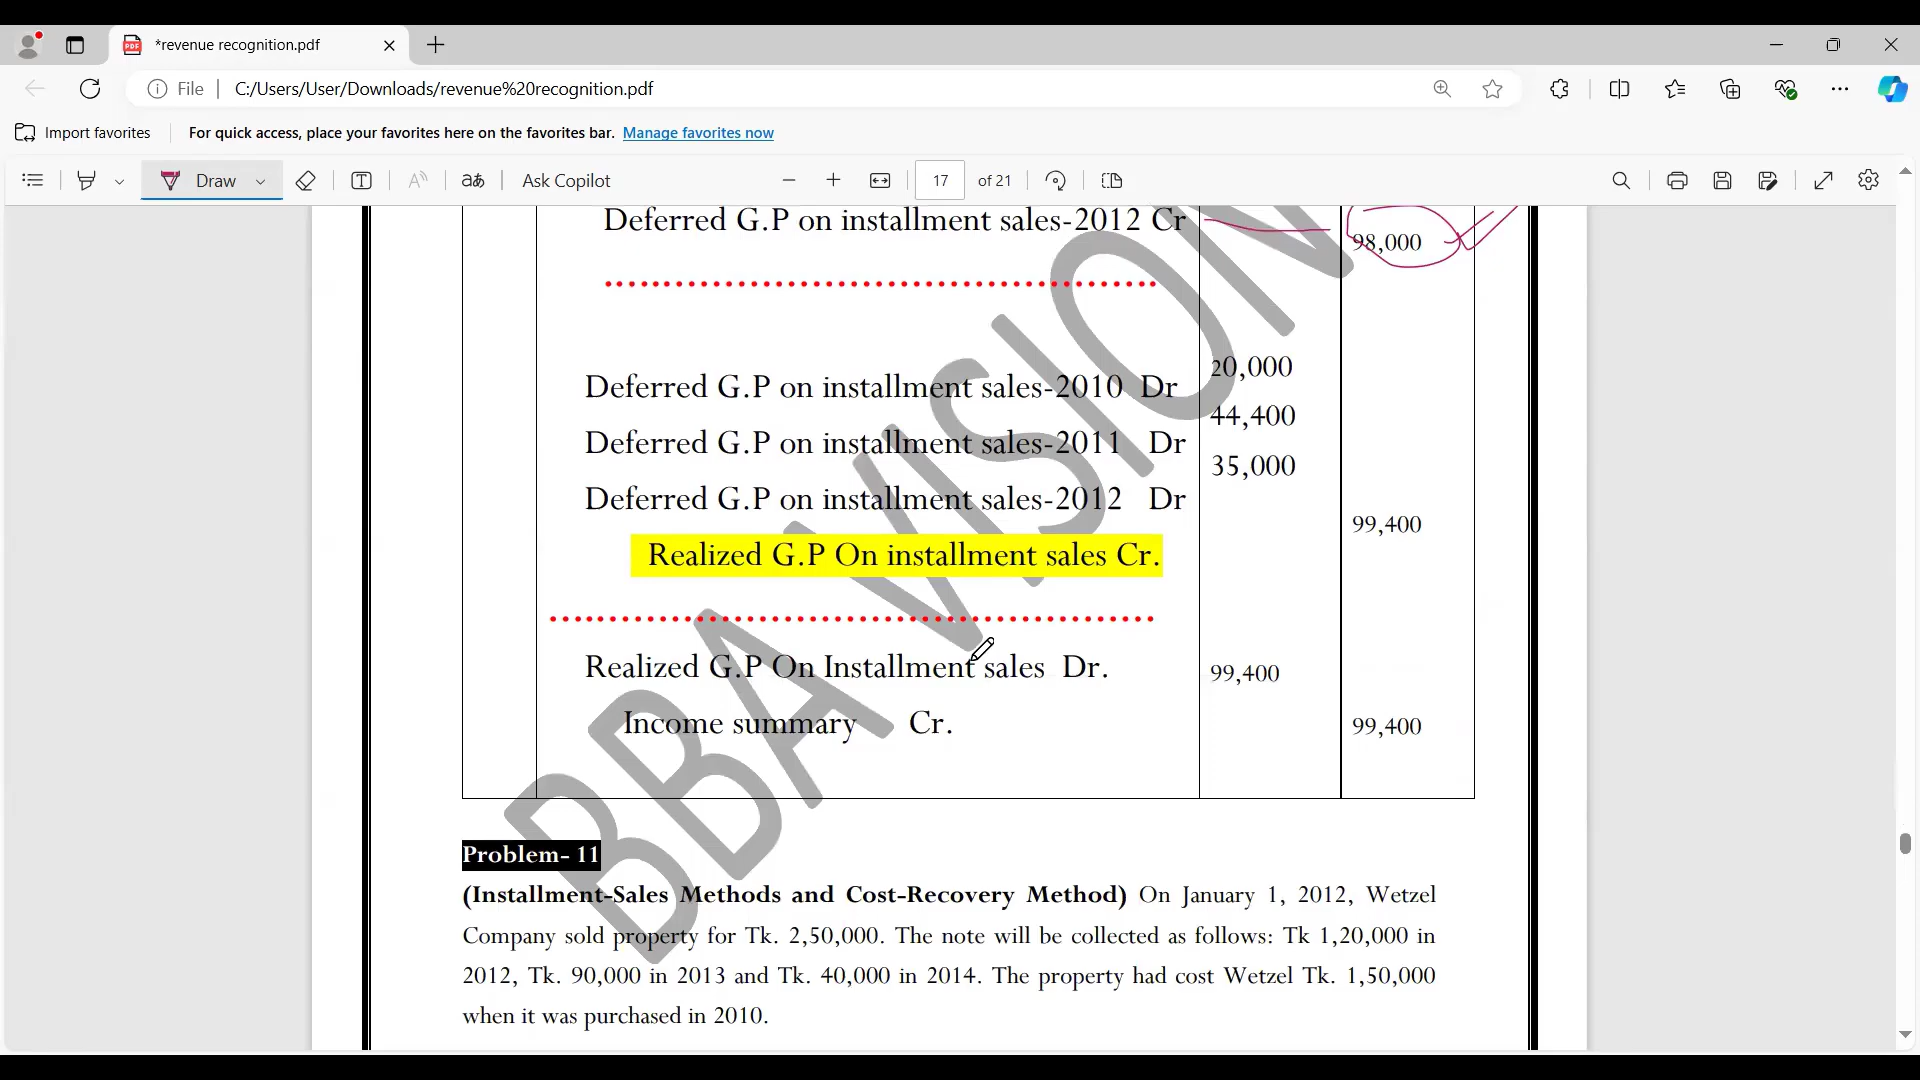 *revenue recognition.pdf
File
C:/Users/User/Downloads/revenue%20recognition.pdf
Import favorites
For quick access, place your favorites here on the favorites bar. Manage favorites now
Draw
aあ
Ask Copilot
17 of 21
Deferred G.P on installment sales-2012 Cr
98,000
Deferred G.P on installment sales-2010 Dr 20,000
Deferred G.P on installment sales-2011 Dr 44,400
Deferred G.P on installment sales-2012 Dr 35,000
Realized G.P On installment sales Cr. 99,400
Realized G.P On Installment sales Dr. 99,400
Income summary Cr. 99,400
BBA VISION
Problem- 11
(Installment-Sales Methods and Cost-Recovery Method) On January 1, 2012, Wetzel
Company sold property for Tk. 2,50,000. The note will be collected as follows: Tk 1,20,000 in
2012, Tk. 90,000 in 2013 and Tk. 40,000 in 2014. The property had cost Wetzel Tk. 1,50,000
when it was purchased in 2010.